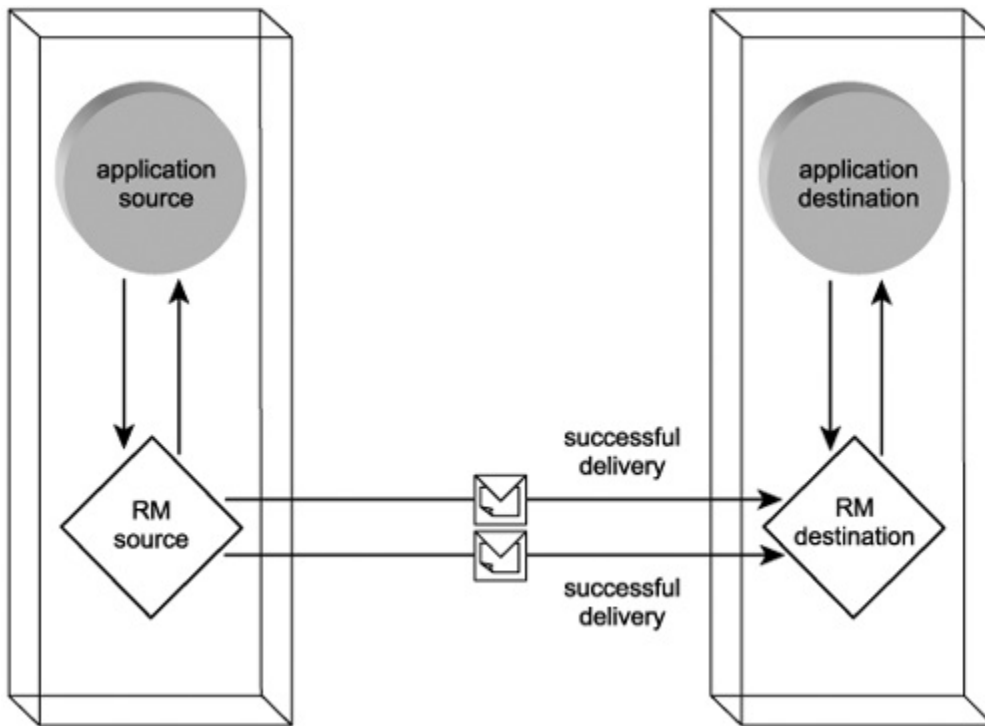 application
source
application
destination
successful
delivery
RM
source
RM
destination
successful
delivery